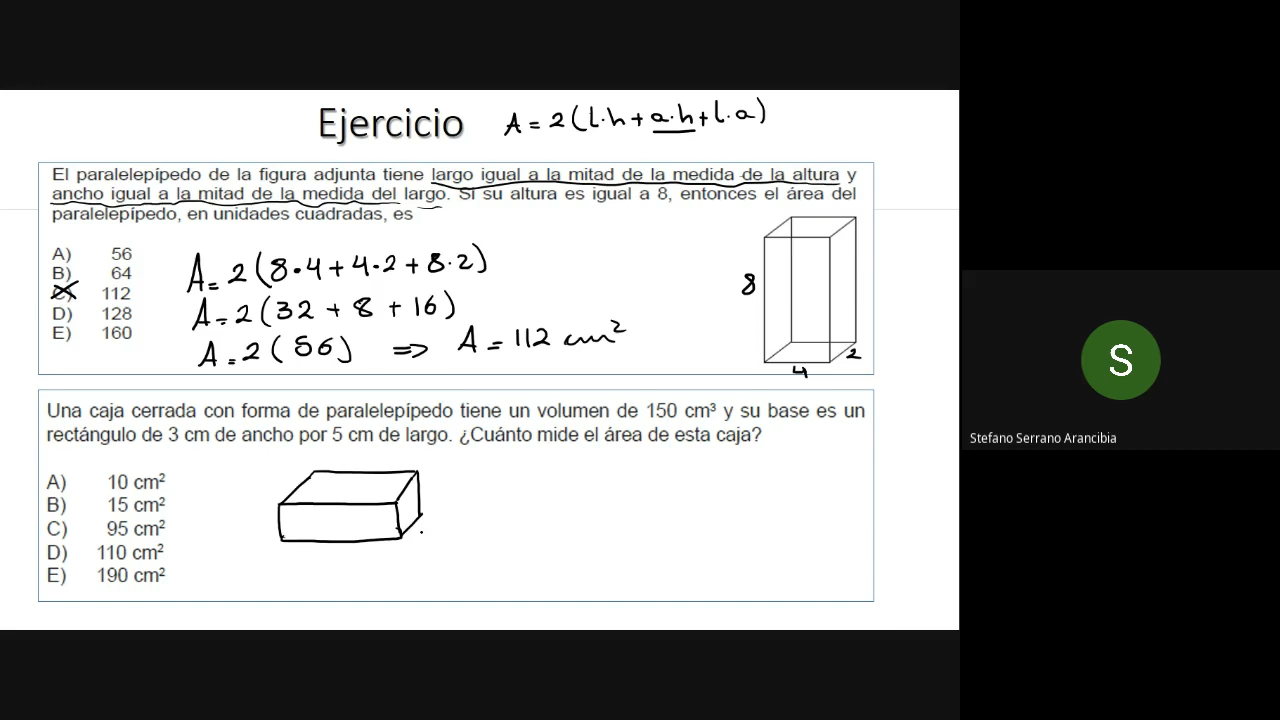 Ejercicio
A = 2(l·h + a·h + l·a)
El paralelepípedo de la figura adjunta tiene largo igual a la mitad de la medida de la altura y
ancho igual a la mitad de la medida del largo. Si su altura es igual a 8, entonces el área del
paralelepípedo, en unidades cuadradas, es
A) 56
B) 64
C) 112
D) 128
E) 160
A = 2(8·4 + 4·2 + 8·2)
A = 2(32 + 8 + 16)
A = 2(56) => A = 112 cm²
8
2
4
Una caja cerrada con forma de paralelepípedo tiene un volumen de 150 cm³ y su base es un
rectángulo de 3 cm de ancho por 5 cm de largo. ¿Cuánto mide el área de esta caja?
A) 10 cm²
B) 15 cm²
C) 95 cm²
D) 110 cm²
E) 190 cm²
S
Stefano Serrano Arancibia